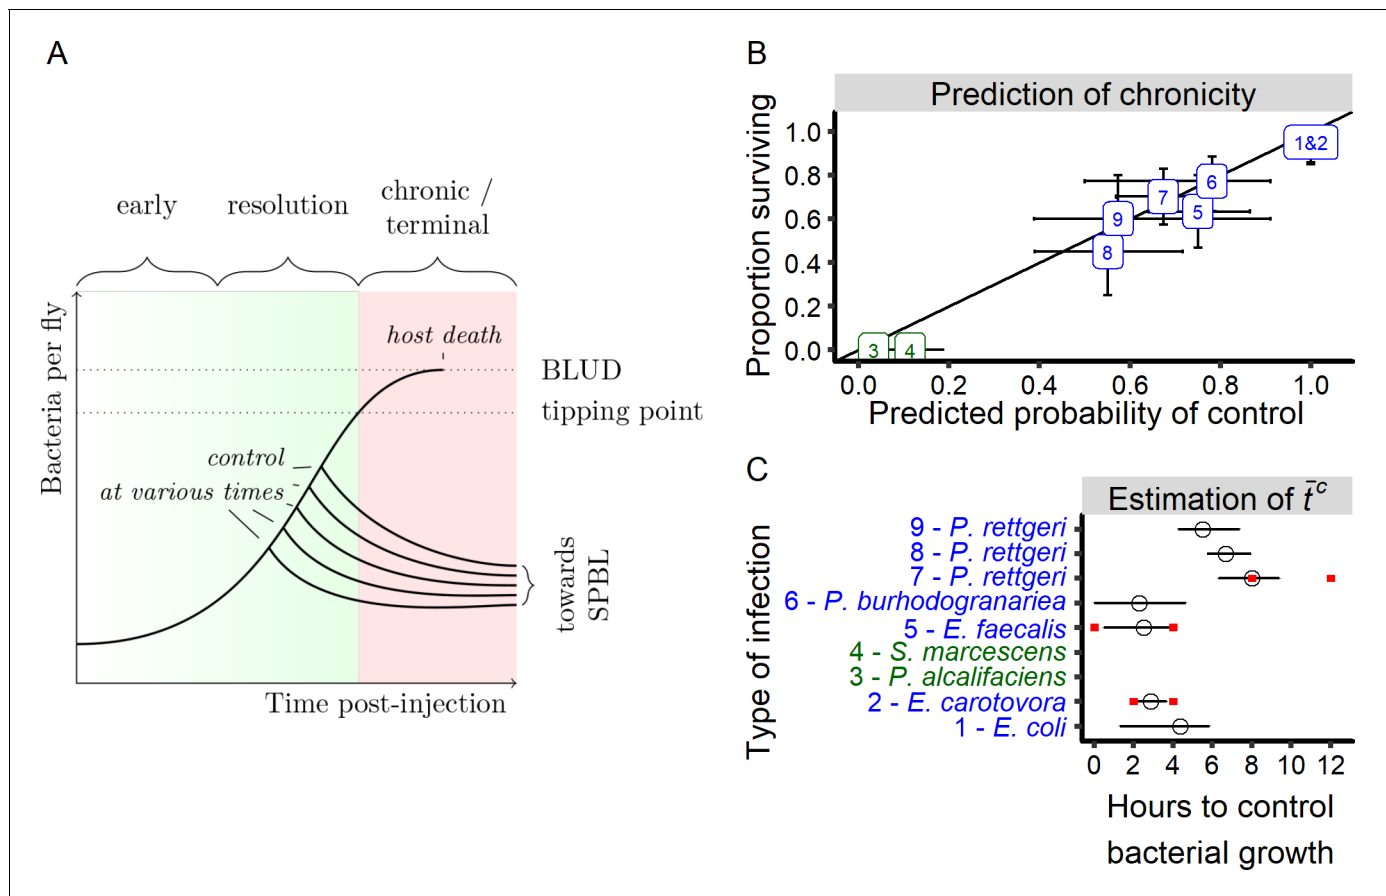 A
early
resolution
chronic /
terminal
Bacteria per fly
host death
BLUD
tipping point
control
at various times
towards
SPBL
Time post-injection
B
Prediction of chronicity
Proportion surviving
1.0
0.8
0.6
0.4
0.2
0.0
1&2
6
7
5
9
8
3
4
0.0 0.2 0.4 0.6 0.8 1.0
Predicted probability of control
C
Estimation of t̄ᶜ
Type of infection
9 - P. rettgeri
8 - P. rettgeri
7 - P. rettgeri
6 - P. burhodogranariea
5 - E. faecalis
4 - S. marcescens
3 - P. alcalifaciens
2 - E. carotovora
1 - E. coli
0 2 4 6 8 10 12
Hours to control
bacterial growth